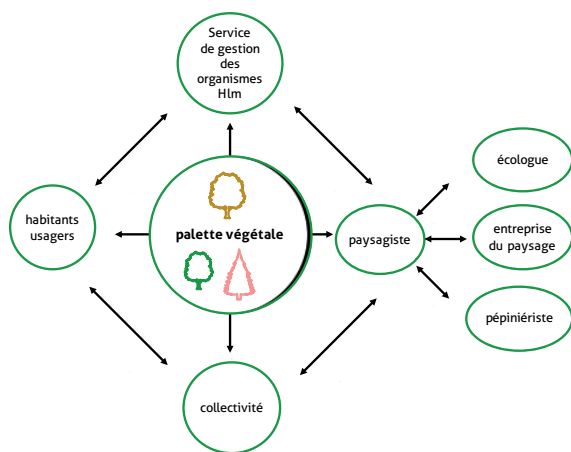 Service
de gestion
des
organismes
Hlm
habitants
usagers
palette végétale
paysagiste
écologue
entreprise
du paysage
pépiniériste
collectivité